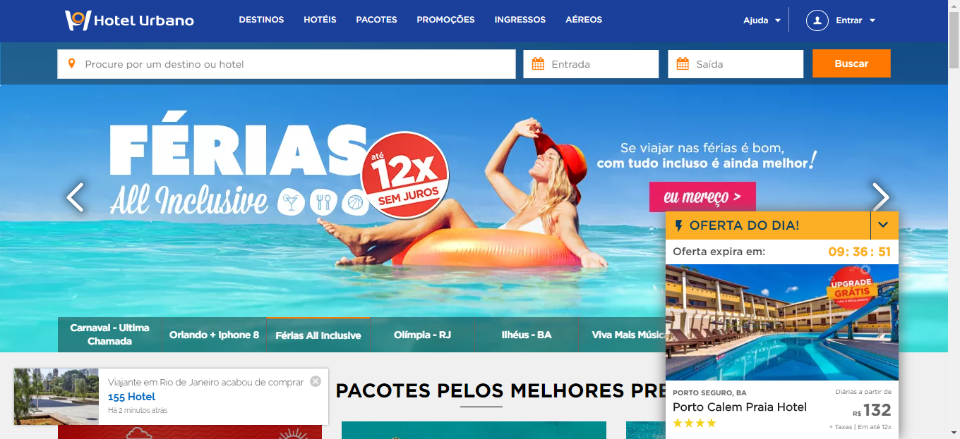 Hotel Urbano
DESTINOS HOTÉIS PACOTES PROMOÇÕES INGRESSOS AÉREOS
Ajuda Entrar
Procure por um destino ou hotel
Entrada
Saída
Buscar
FÉRIAS
All Inclusive
até
12X
SEM JUROS
Se viajar nas férias é bom,
com tudo incluso é ainda melhor!
eu mereço >
OFERTA DO DIA!
Oferta expira em: 09: 36: 51
UPGRADE
GRÁTIS
Carnaval - Ultima
Chamada
Orlando + Iphone 8
Férias All Inclusive
Olímpia - RJ
Ilhéus - BA
Viva Mais Músic
Viajante em Rio de Janeiro acabou de comprar
155 Hotel
Há 2 minutos atrás
PACOTES PELOS MELHORES PRE
PORTO SEGURO, BA
Porto Calem Praia Hotel
Diárias a partir de
R$ 132
+ Taxas | Em até 12x